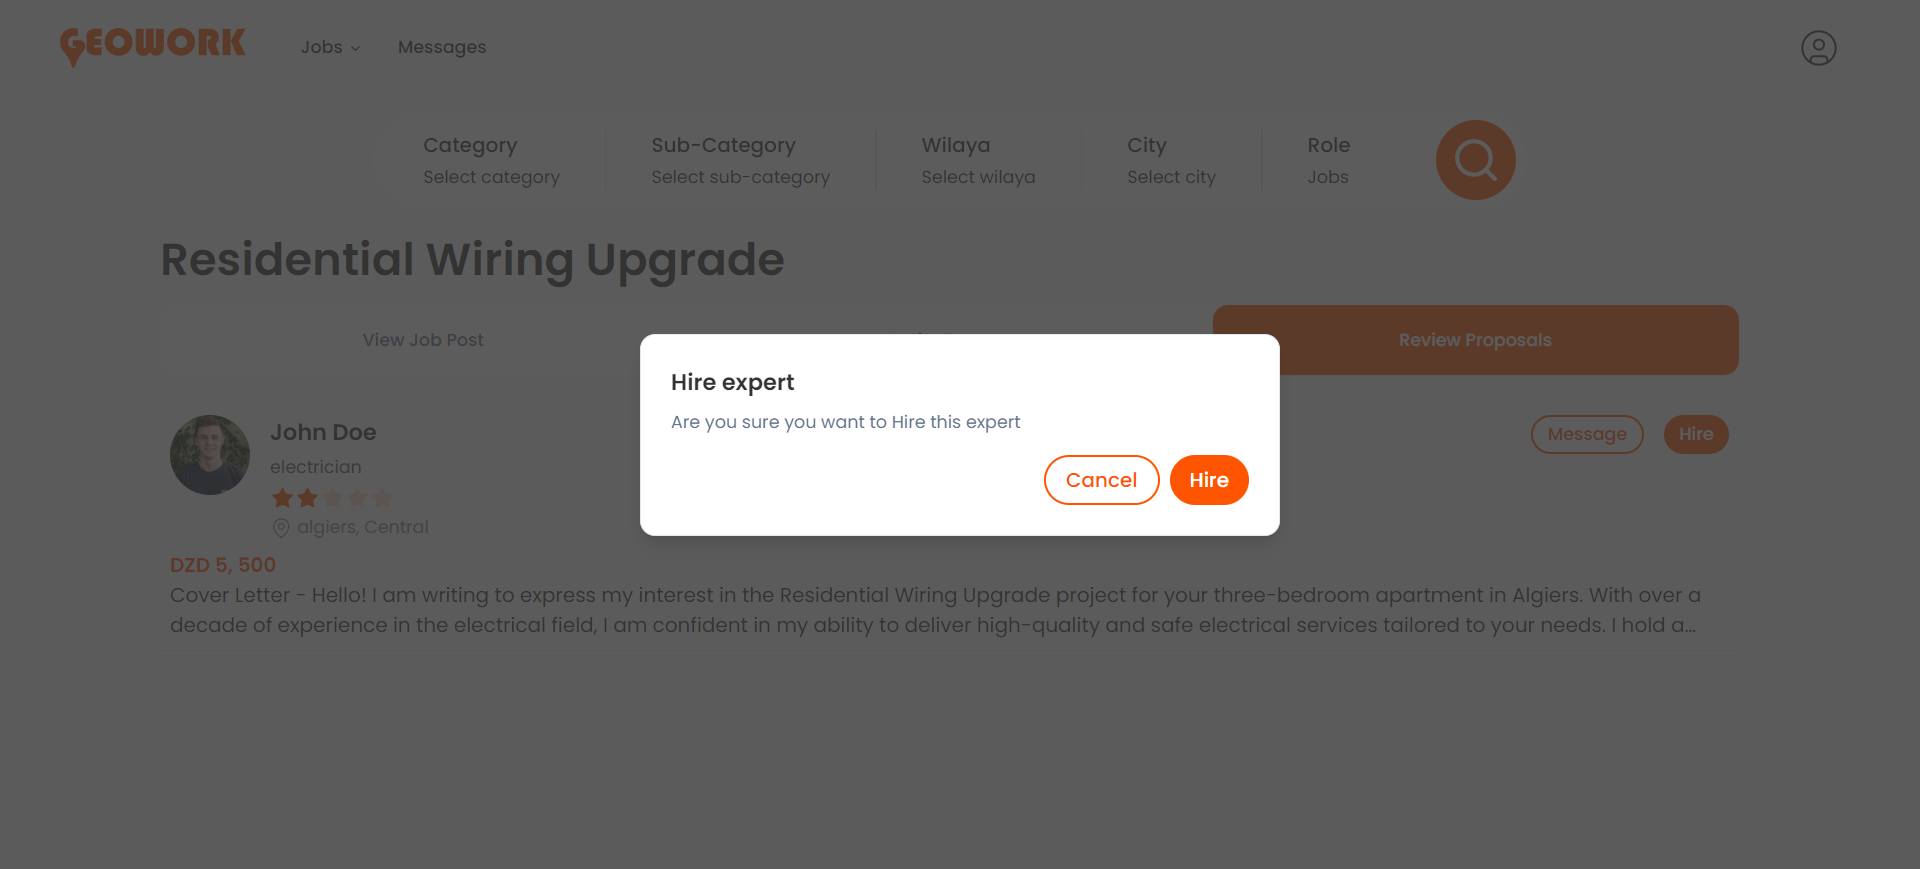 GEOWORK
Jobs
Messages
Category
Select category
Sub-Category
Select sub-category
Wilaya
Select wilaya
City
Select city
Role
Jobs
Residential Wiring Upgrade
View Job Post
Review Proposals
Hire expert
Are you sure you want to Hire this expert
Cancel
Hire
John Doe
electrician
algiers, Central
Message
Hire
DZD 5, 500
Cover Letter - Hello! I am writing to express my interest in the Residential Wiring Upgrade project for your three-bedroom apartment in Algiers. With over a
decade of experience in the electrical field, I am confident in my ability to deliver high-quality and safe electrical services tailored to your needs. I hold a...